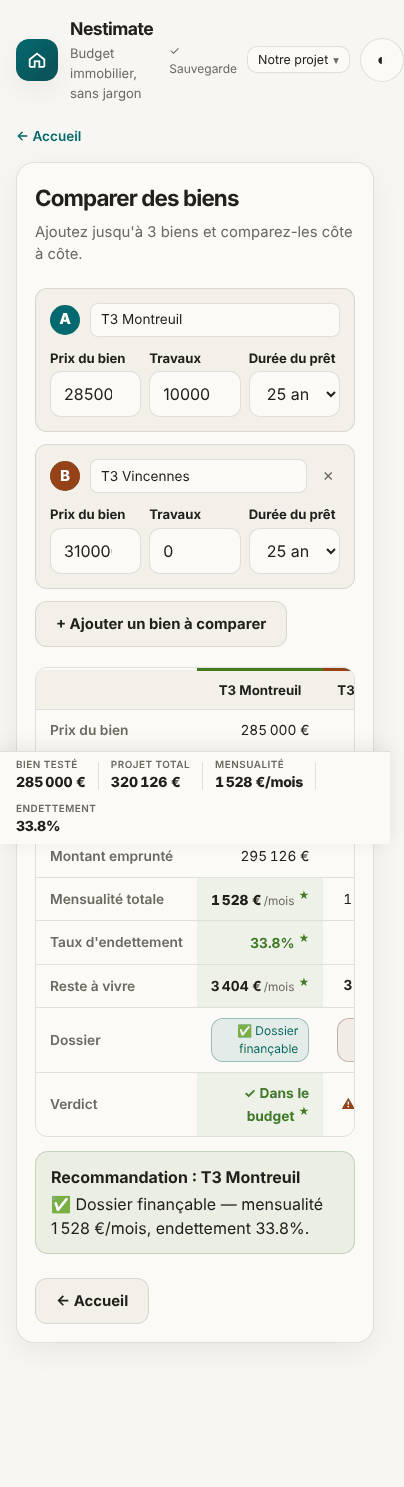 Nestimate
Budget
immobilier,
sans jargon
✓
Sauvegarde
Notre projet ▾
← Accueil
Comparer des biens
Ajoutez jusqu'à 3 biens et comparez-les côte
à côte.
A
T3 Montreuil
Prix du bien Travaux Durée du prêt
28500 10000 25 an
B
T3 Vincennes ×
Prix du bien Travaux Durée du prêt
31000 0 25 an
+ Ajouter un bien à comparer
T3 Montreuil T3
Prix du bien 285 000 €
BIEN TESTÉ PROJET TOTAL MENSUALITÉ
285 000 € 320 126 € 1 528 €/mois
ENDETTEMENT
33.8%
Montant emprunté 295 126 €
Mensualité totale 1 528 € /mois ★ 1
Taux d'endettement 33.8% ★
Reste à vivre 3 404 € /mois ★ 3
Dossier ✅ Dossier
finançable
Verdict ✓ Dans le
budget ★ ⚠
Recommandation : T3 Montreuil
✅ Dossier finançable — mensualité
1 528 €/mois, endettement 33.8%.
← Accueil